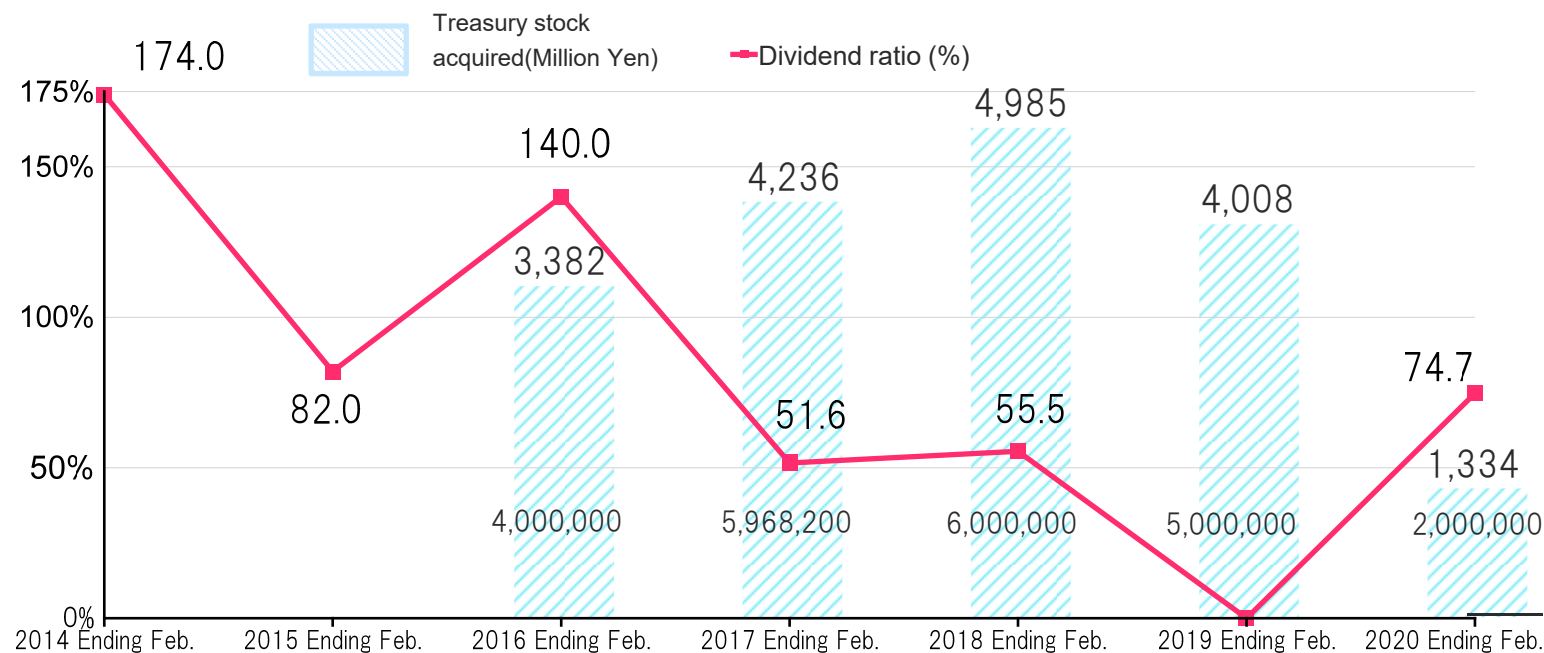 Treasury stock
acquired(Million Yen)
Dividend ratio (%)
174.0
175%
4,985
140.0
150%
4,236
4,008
3,382
100%
74.7
82.0
51.6
55.5
50%
1,334
4,000,000
5,968,200
6,000,000
5,000,000
2,000,000
0%
2014 Ending Feb.
2015 Ending Feb.
2016 Ending Feb.
2017 Ending Feb.
2018 Ending Feb.
2019 Ending Feb.
2020 Ending Feb.